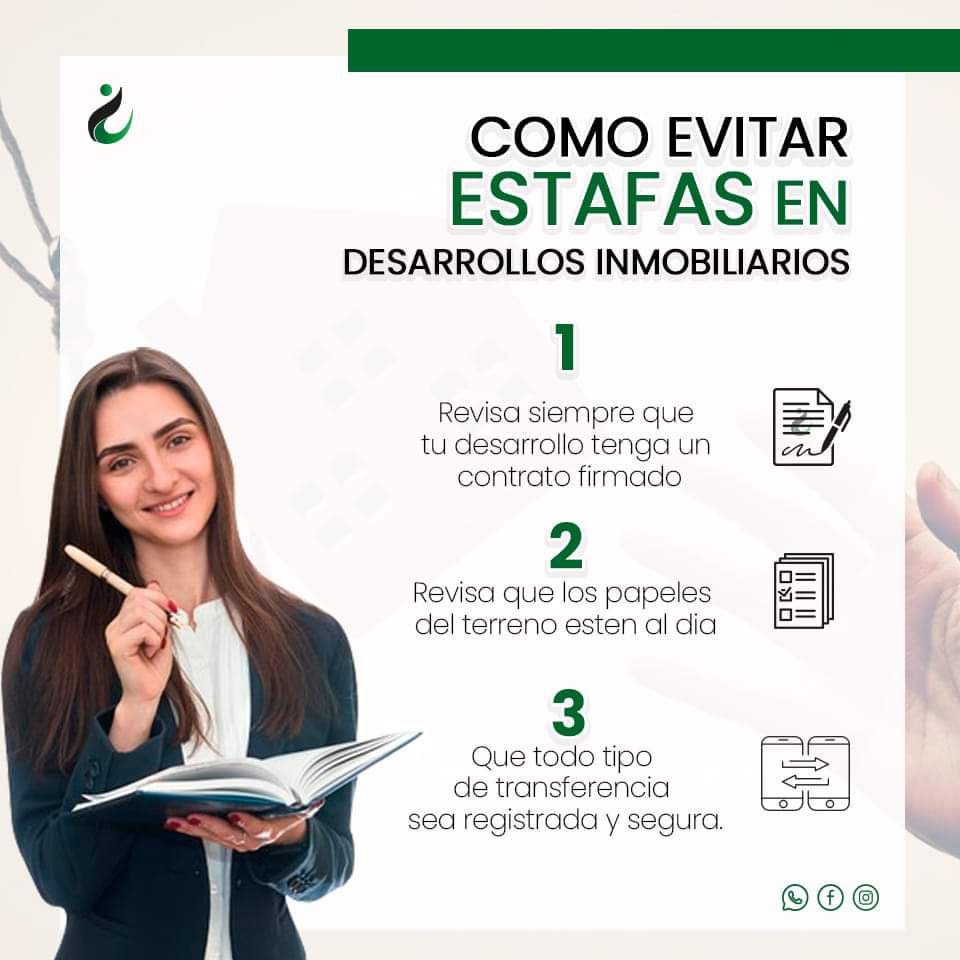 COMO EVITAR
ESTAFAS EN
DESARROLLOS INMOBILIARIOS
1
Revisa siempre que
tu desarrollo tenga un
contrato firmado
2
Revisa que los papeles
del terreno esten al dia
3
Que todo tipo
de transferencia
sea registrada y segura.